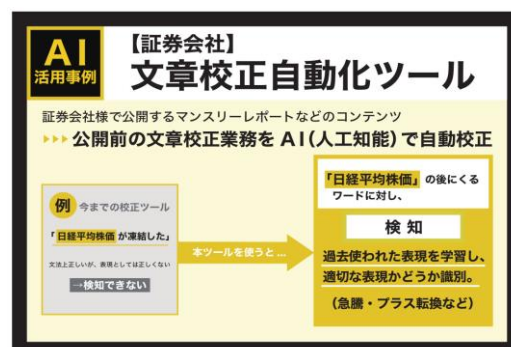 AI
活用事例
【証券会社】
文章校正自動化ツール
証券会社様で公開するマンスリーレポートなどのコンテンツ
▸▸▸ 公開前の文章校正業務をAI(人工知能)で自動校正
例 今までの校正ツール
「日経平均株価 が凍結した」
文法上正しいが、表現としては正しくない
→検知できない
本ツールを使うと...
「日経平均株価」の後にくる
ワードに対し、
検 知
過去使われた表現を学習し、
適切な表現かどうか識別。
(急騰・プラス転換など)